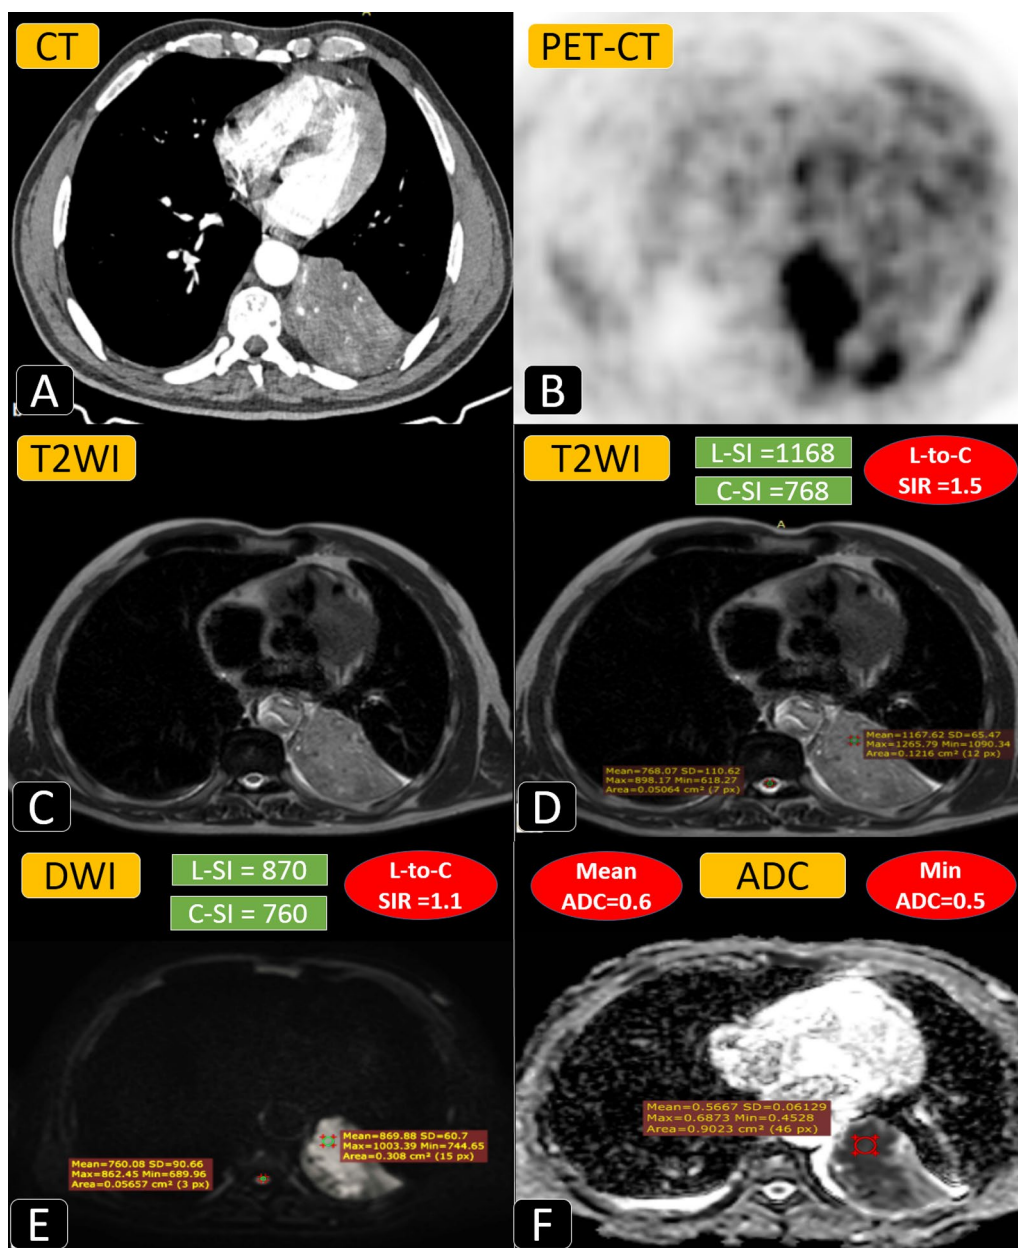 A
CT
PET-CT
A
B
T2WI
T2WI
L-SI =1168
C-SI =768
L-to-C
SIR =1.5
A
Mean=1167.62 SD=65.47
Max=1265.79 Min=1090.34
Area=0.1216 cm² (12 px)
Mean=768.07 SD=110.62
Max=898.17 Min=618.27
Area=0.05064 cm² (7 px)
C
D
DWI
L-SI = 870
C-SI = 760
L-to-C
SIR =1.1
Mean
ADC=0.6
ADC
Min
ADC=0.5
Mean=869.88 SD=60.7
Max=1003.39 Min=744.65
Area=0.308 cm² (15 px)
Mean=760.08 SD=90.66
Max=862.45 Min=689.96
Area=0.05657 cm² (3 px)
Mean=0.5667 SD=0.06129
Max=0.6873 Min=0.4528
Area=0.9023 cm² (46 px)
E
F